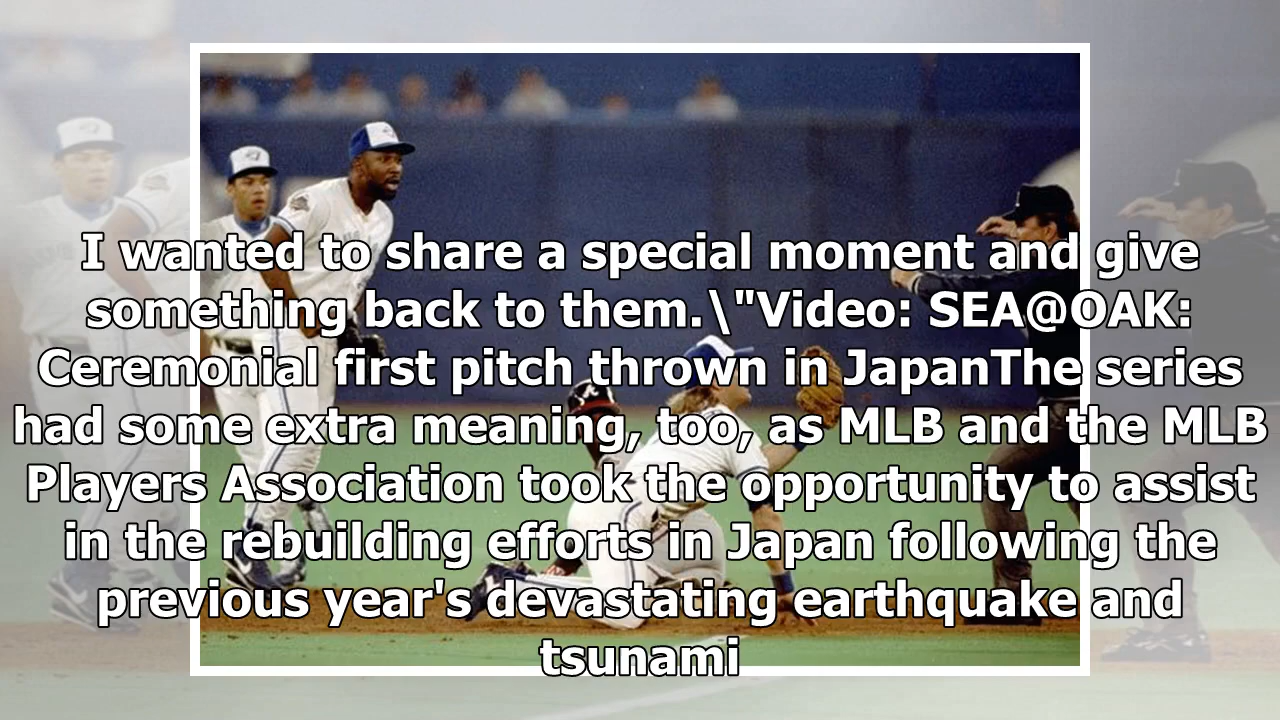 I wanted to share a special moment and give
something back to them.\"Video: SEA@OAK:
Ceremonial first pitch thrown in JapanThe series
had some extra meaning, too, as MLB and the MLB
Players Association took the opportunity to assist
in the rebuilding efforts in Japan following the
previous year's devastating earthquake and
tsunami